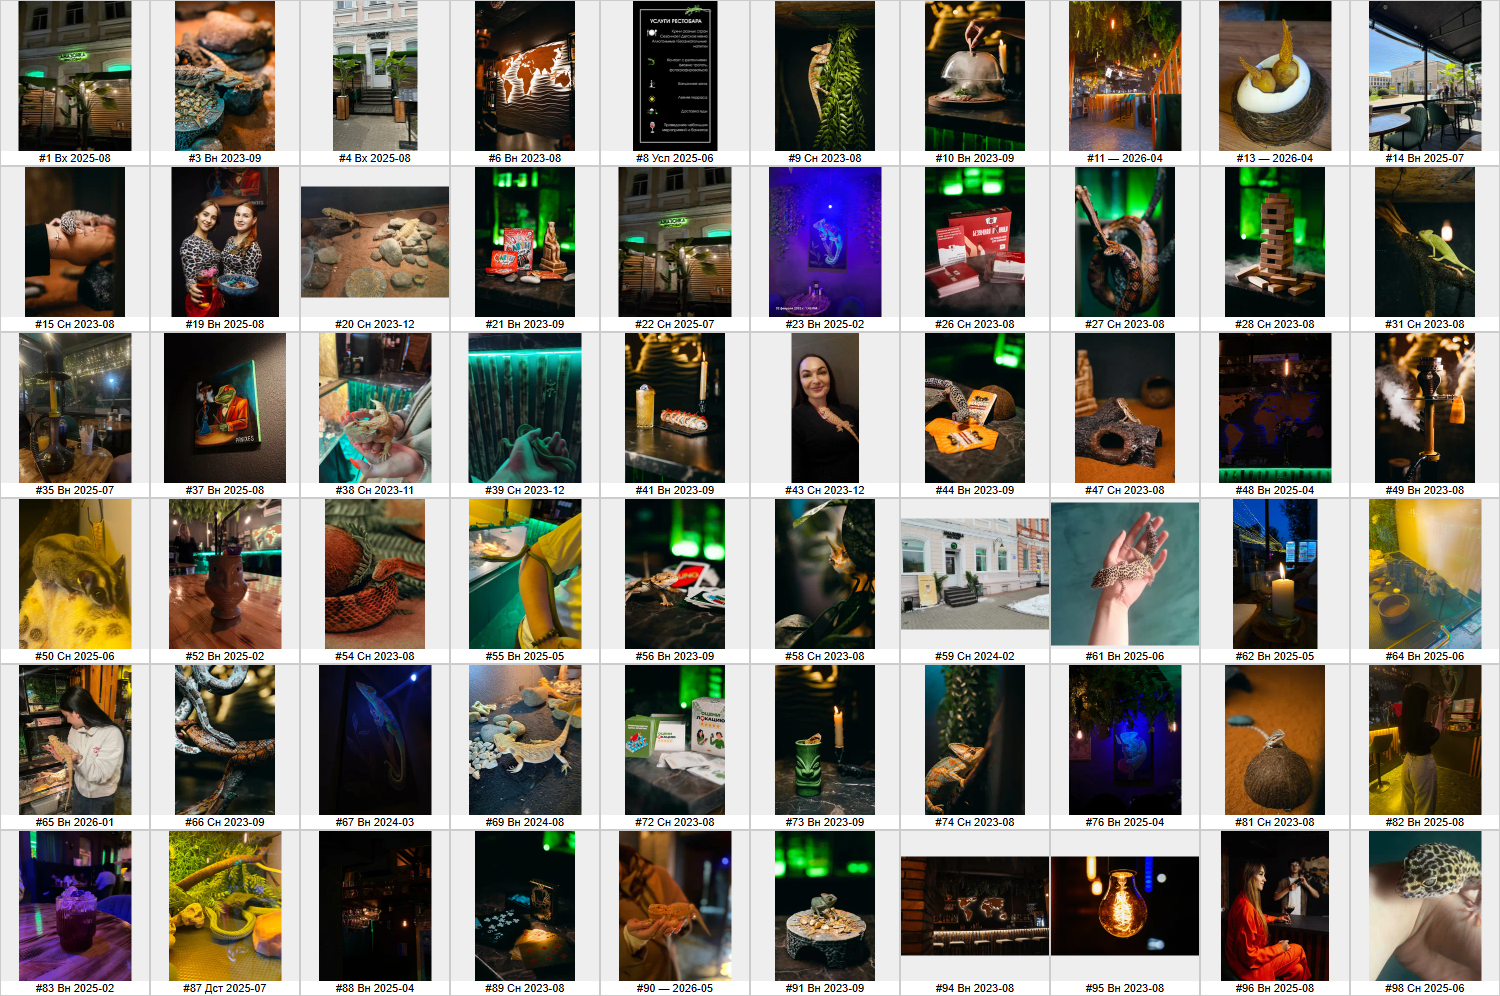 #1 Вх 2025-08
#3 Вн 2023-09
#4 Вх 2025-08
#6 Вн 2023-08
УСЛУГИ РЕСТОБАРА
#8 Усл 2025-06
#9 Сн 2023-08
#10 Вн 2023-09
#11 — 2026-04
#13 — 2026-04
#14 Вн 2025-07
#15 Сн 2023-08
#19 Вн 2025-08
#20 Сн 2023-12
#21 Вн 2023-09
#22 Сн 2025-07
#23 Вн 2025-02
#26 Сн 2023-08
#27 Сн 2023-08
#28 Сн 2023-08
#31 Сн 2023-08
#35 Вн 2025-07
#37 Вн 2025-08
#38 Сн 2023-11
#39 Сн 2023-12
#41 Вн 2023-09
#43 Сн 2023-12
#44 Вн 2023-09
#47 Сн 2023-08
#48 Вн 2025-04
#49 Вн 2023-08
#50 Сн 2025-06
#52 Вн 2025-02
#54 Сн 2023-08
#55 Вн 2025-05
UNO
#56 Вн 2023-09
#58 Сн 2023-08
#59 Сн 2024-02
#61 Вн 2025-06
#62 Вн 2025-05
#64 Вн 2025-06
#65 Вн 2026-01
#66 Сн 2023-09
#67 Вн 2024-03
#69 Вн 2024-08
ОЦЕНИ
ЛОКАЦИЮ
#72 Сн 2023-08
#73 Вн 2023-09
#74 Сн 2023-08
#76 Вн 2025-04
#81 Сн 2023-08
#82 Вн 2025-08
#83 Вн 2025-02
#87 Дст 2025-07
#88 Вн 2025-04
#89 Сн 2023-08
#90 — 2026-05
#91 Вн 2023-09
#94 Вн 2023-08
#95 Вн 2023-08
#96 Вн 2025-08
#98 Сн 2025-06